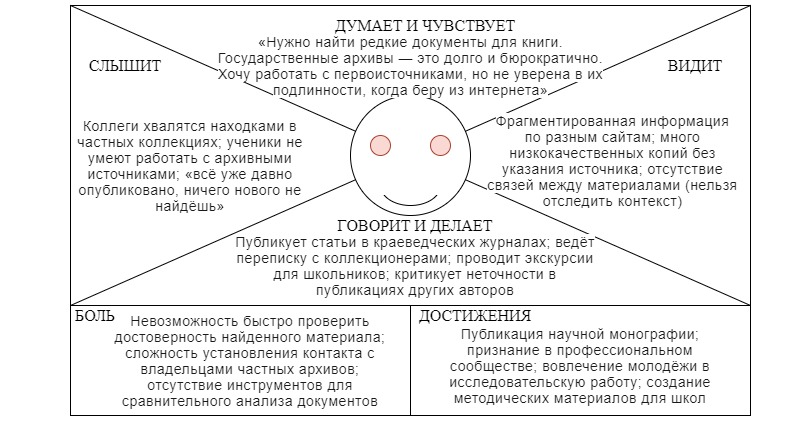 ДУМАЕТ И ЧУВСТВУЕТ
«Нужно найти редкие документы для книги.
Государственные архивы — это долго и бюрократично.
Хочу работать с первоисточниками, но не уверена в их
подлинности, когда беру из интернета»
СЛЫШИТ
Коллеги хвалятся находками в
частных коллекциях; ученики не
умеют работать с архивными
источниками; «всё уже давно
опубликовано, ничего нового не
найдёшь»
ВИДИТ
Фрагментированная информация
по разным сайтам; много
низкокачественных копий без
указания источника; отсутствие
связей между материалами (нельзя
отследить контекст)
ГОВОРИТ И ДЕЛАЕТ
Публикует статьи в краеведческих журналах; ведёт
переписку с коллекционерами; проводит экскурсии
для школьников; критикует неточности в
публикациях других авторов
БОЛЬ
Невозможность быстро проверить
достоверность найденного материала;
сложность установления контакта с
владельцами частных архивов;
отсутствие инструментов для
сравнительного анализа документов
ДОСТИЖЕНИЯ
Публикация научной монографии;
признание в профессиональном
сообществе; вовлечение молодёжи в
исследовательскую работу; создание
методических материалов для школ